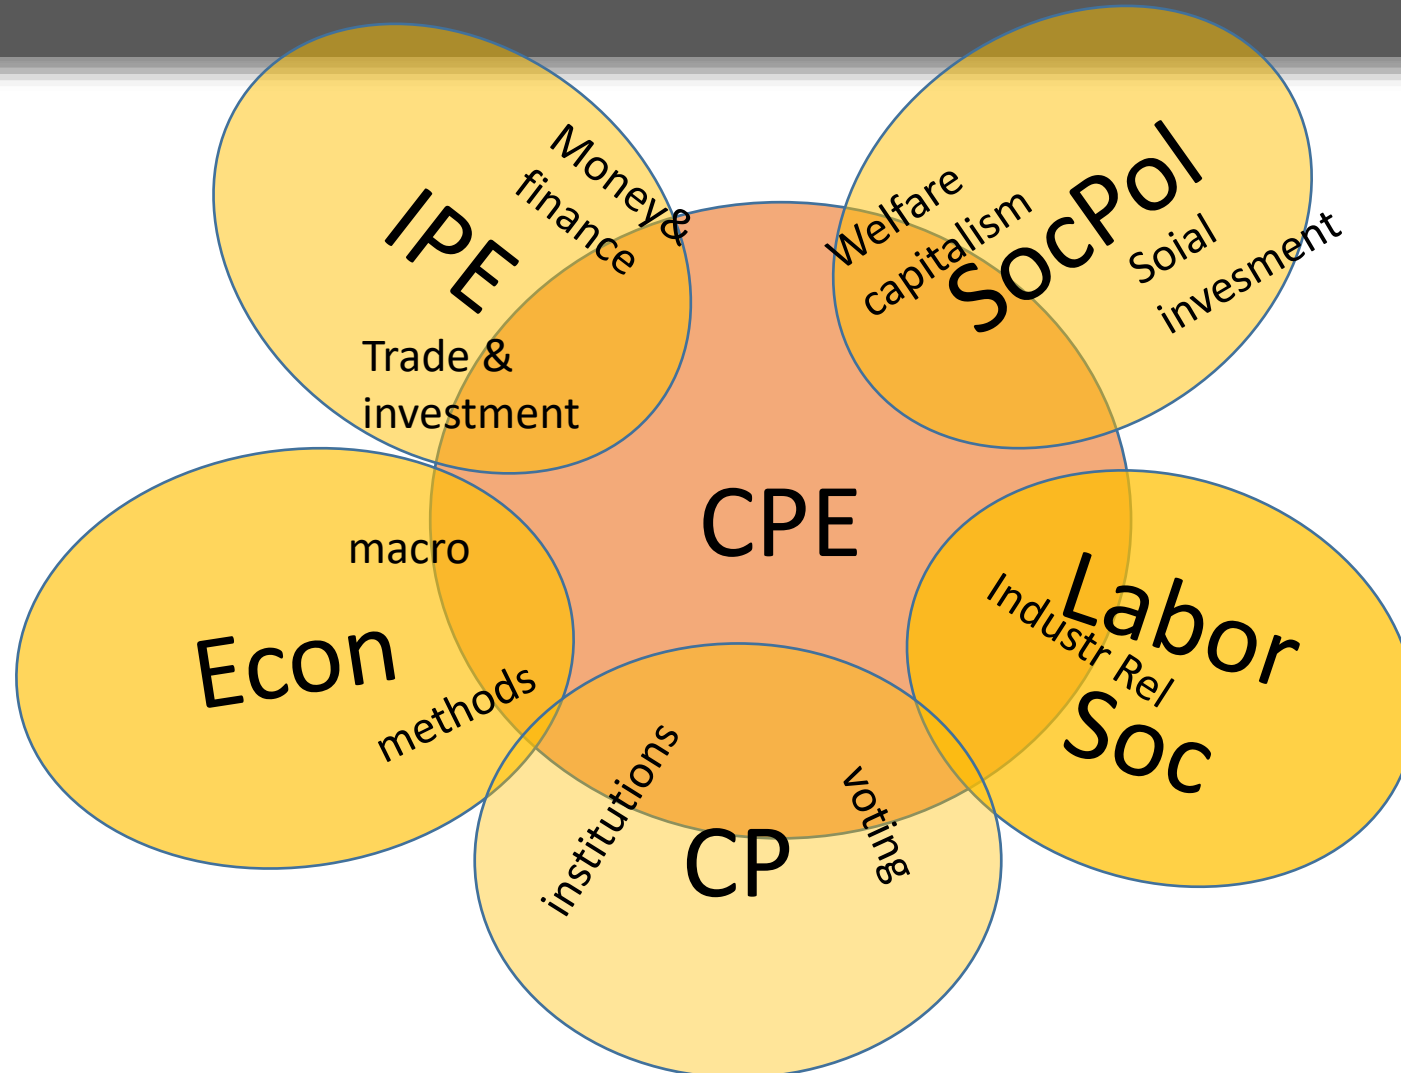 Money&
finance
IPE
Trade &
investment
Welfare
capitalism
SocPol
Soial
invesment
CPE
macro
Econ
methods
Labor
Industr Rel
Soc
institutions
CP
voting